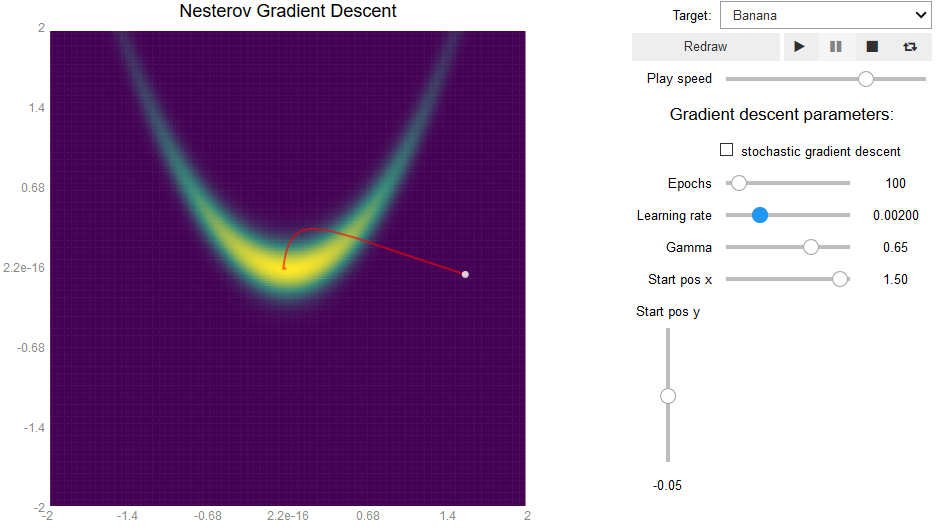 Nesterov Gradient Descent
2
1.4
0.68
2.2e-16
-0.68
-1.4
-2
-2 -1.4 -0.68 2.2e-16 0.68 1.4 2
Target: Banana
Redraw
Play speed
Gradient descent parameters:
stochastic gradient descent
Epochs 100
Learning rate 0.00200
Gamma 0.65
Start pos x 1.50
Start pos y
-0.05